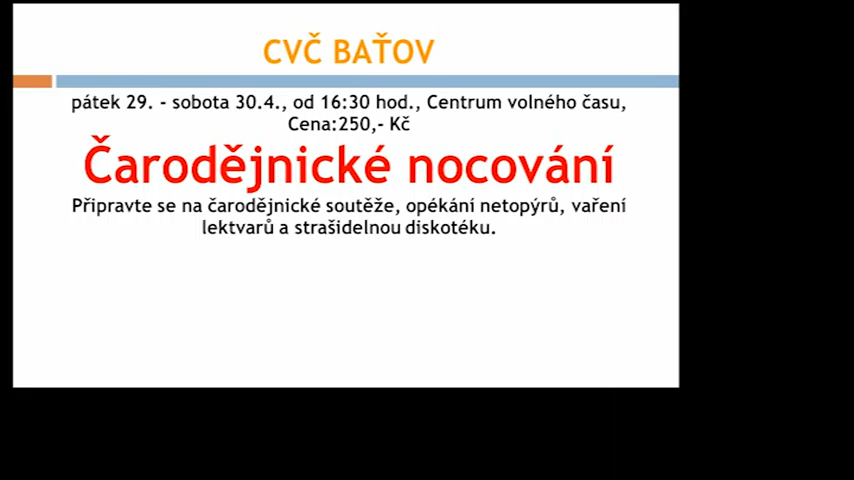 CVČ BAŤOV
pátek 29. - sobota 30.4., od 16:30 hod., Centrum volného času,
Cena:250,- Kč
Čarodějnické nocování
Připravte se na čarodějnické soutěže, opékání netopýrů, vaření
lektvarů a strašidelnou diskotéku.